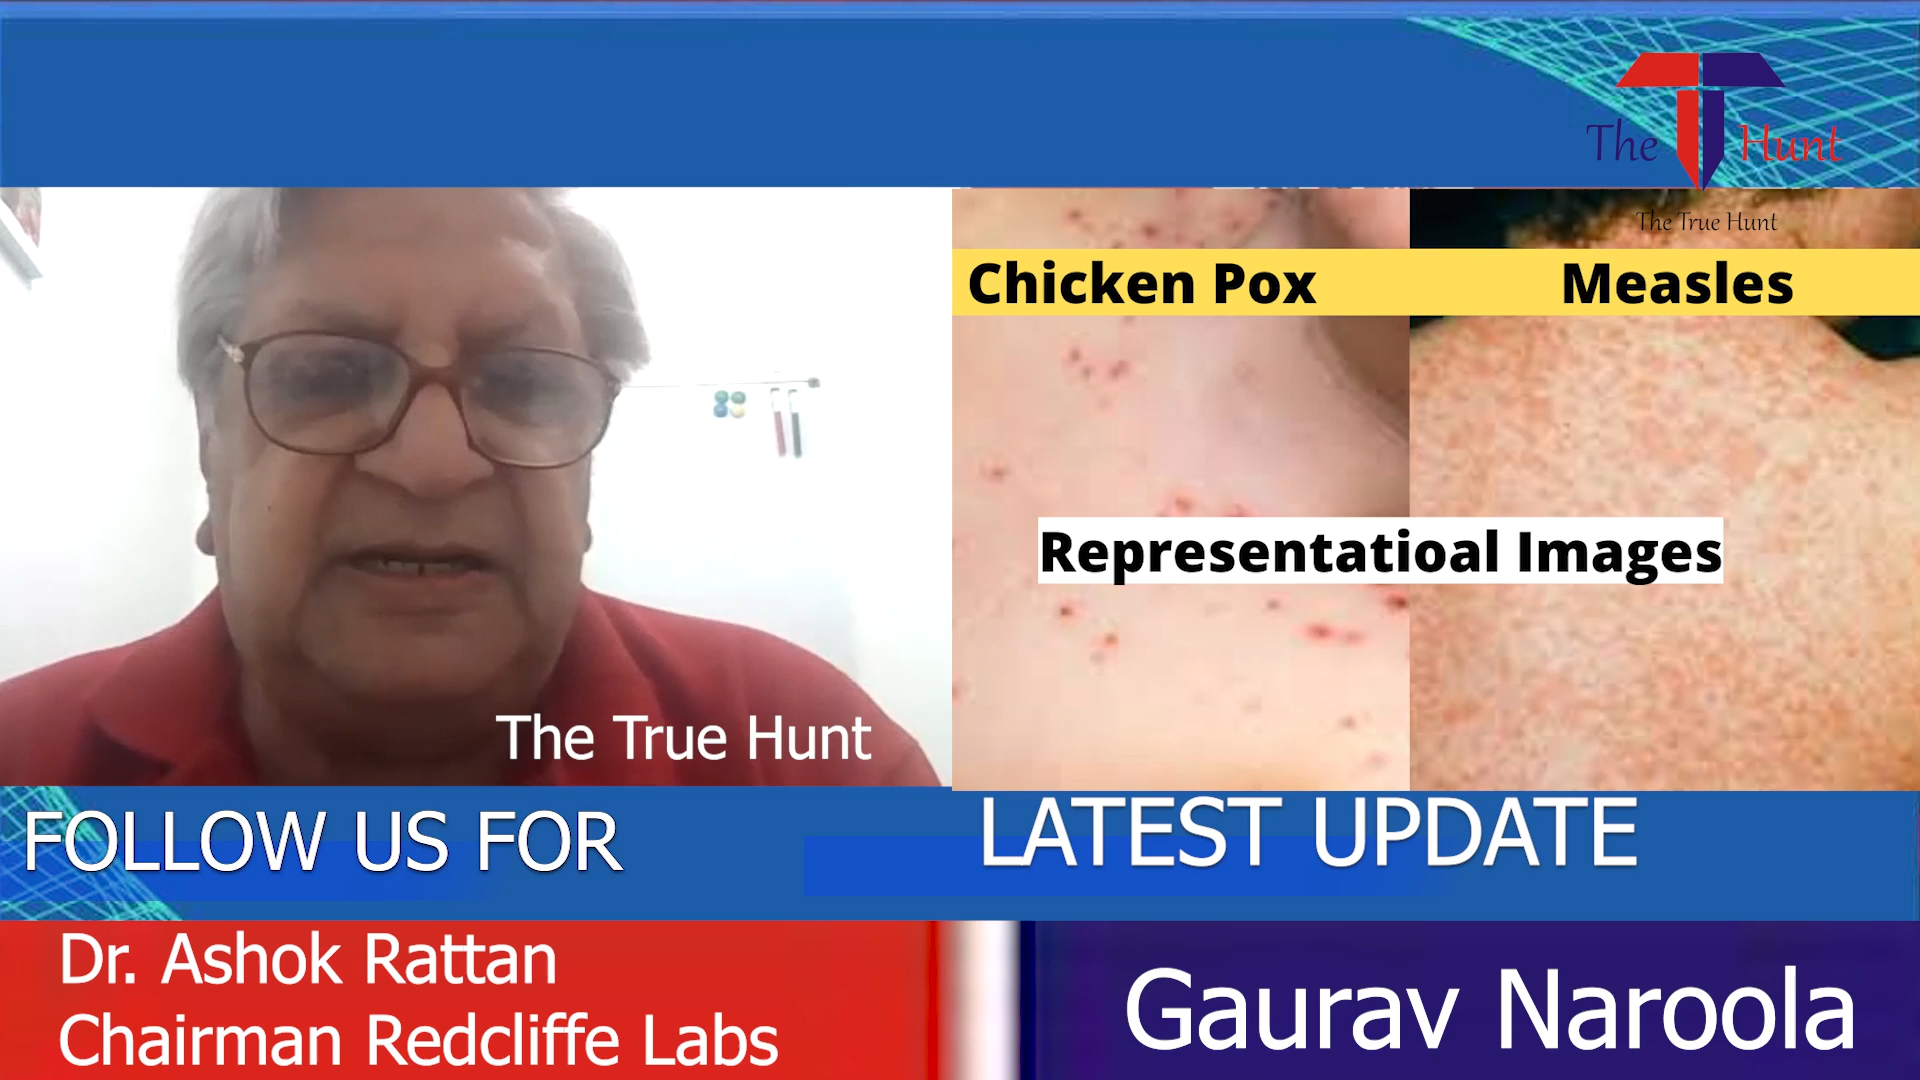 The Hunt
The True Hunt
Chicken Pox
Measles
Representatioal Images
The True Hunt
FOLLOW US FOR
LATEST UPDATE
Dr. Ashok Rattan
Chairman Redcliffe Labs
Gaurav Naroola